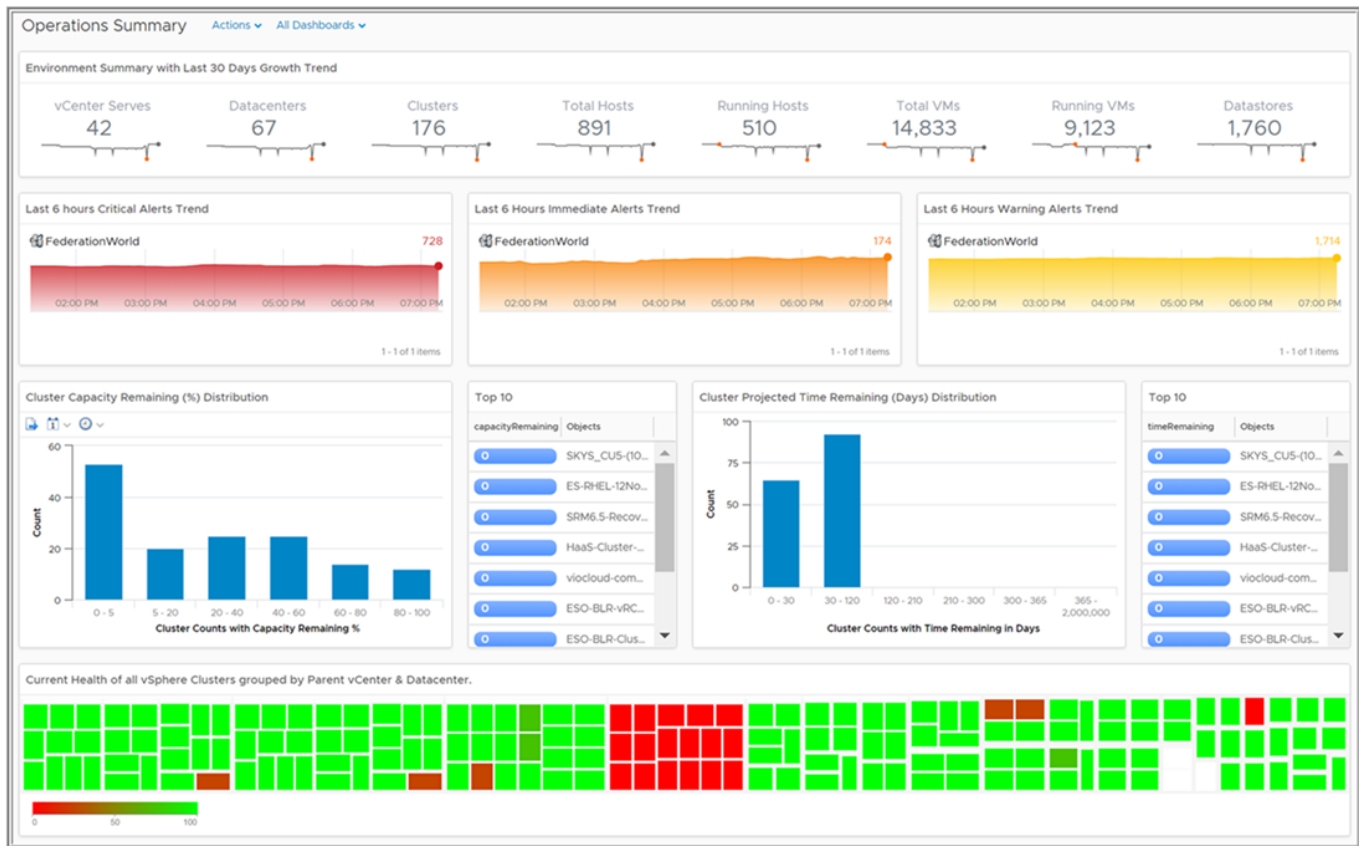 Operations Summary Actions All Dashboards
Environment Summary with Last 30 Days Growth Trend
vCenter Serves Datacenters Clusters Total Hosts Running Hosts Total VMs Running VMs Datastores
42 67 176 891 510 14,833 9,123 1,760
Last 6 hours Critical Alerts Trend
FederationWorld 728
02:00 PM 03:00 PM 04:00 PM 05:00 PM 06:00 PM 07:00 PM
1 - 1 of 1 items
Last 6 Hours Immediate Alerts Trend
FederationWorld 174
02:00 PM 03:00 PM 04:00 PM 05:00 PM 06:00 PM 07:00 PM
1 - 1 of 1 items
Last 6 Hours Warning Alerts Trend
FederationWorld 1,714
02:00 PM 03:00 PM 04:00 PM 05:00 PM 06:00 PM 07:00 PM
1 - 1 of 1 items
Cluster Capacity Remaining (%) Distribution
1
60
40
20
0
Count
0 - 5 5 - 20 20 - 40 40 - 60 60 - 80 80 - 100
Cluster Counts with Capacity Remaining %
Top 10
capacityRemaining Objects
0 SKYS_CU5-(10...
0 ES-RHEL-12No...
0 SRM6.5-Recov...
0 HaaS-Cluster-...
0 viocloud-com...
0 ESO-BLR-vRC...
0 ESO-BLR-Clus...
Cluster Projected Time Remaining (Days) Distribution
100
75
50
25
0
Count
0 - 30 30 - 120 120 - 210 210 - 300 300 - 365 365 -
2,000,000
Cluster Counts with Time Remaining in Days
Top 10
timeRemaining Objects
0 SKYS_CU5-(10...
0 ES-RHEL-12No...
0 SRM6.5-Recov...
0 HaaS-Cluster-...
0 viocloud-com...
0 ESO-BLR-vRC...
0 ESO-BLR-Clus...
Current Health of all vSphere Clusters grouped by Parent vCenter & Datacenter.
0 50 100